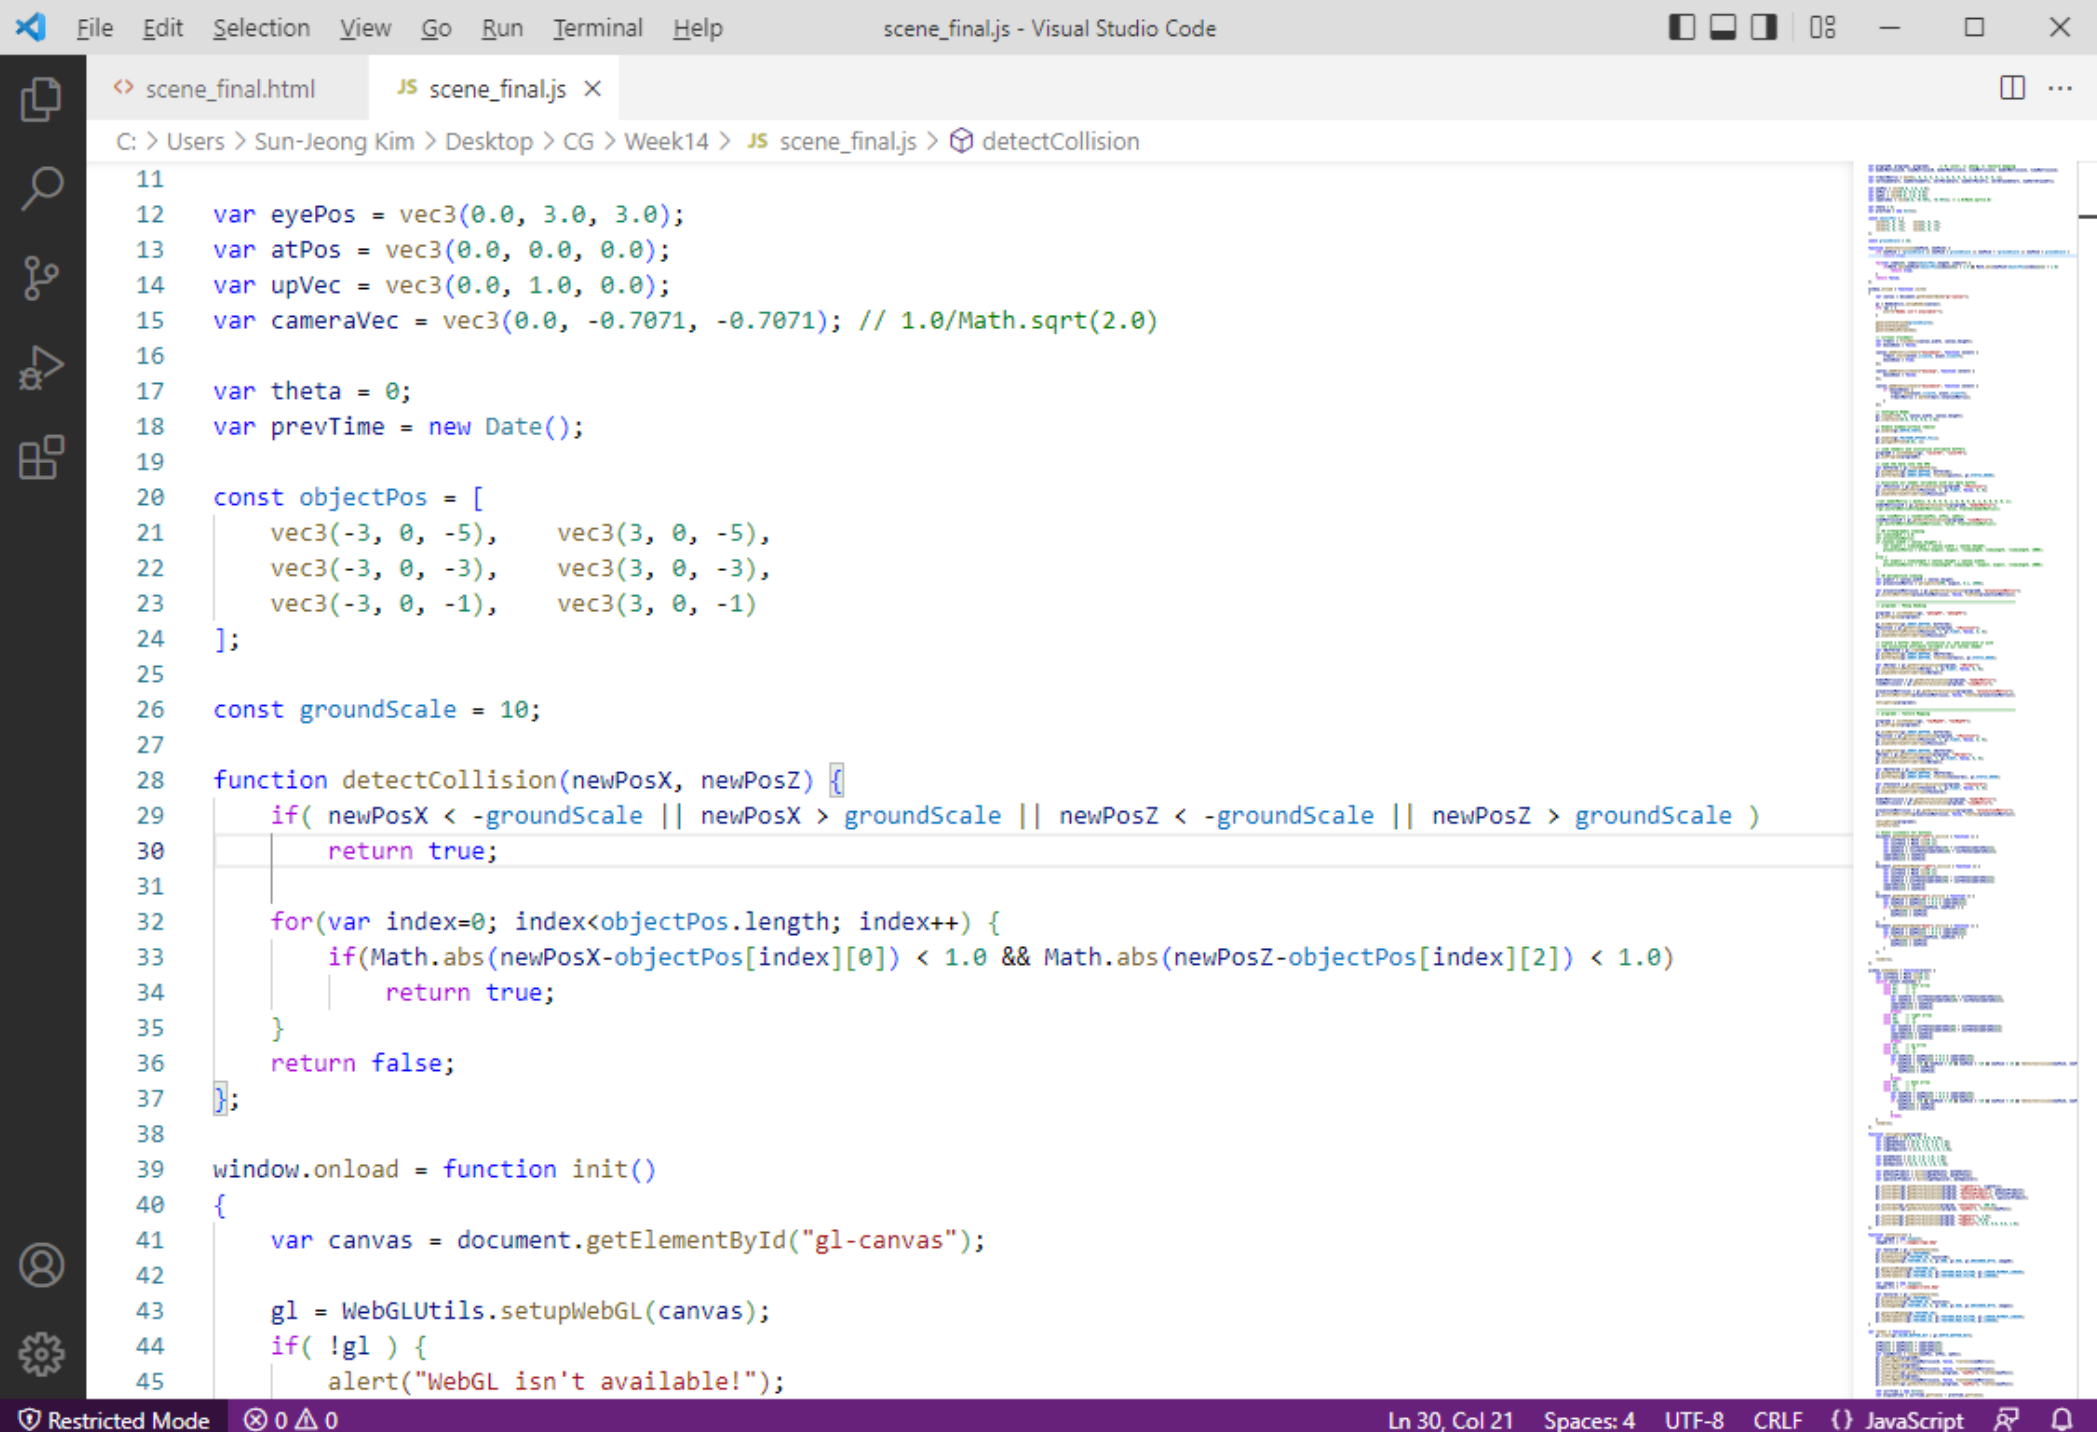 File Edit Selection View Go Run Terminal Help scene_final.js - Visual Studio Code
scene_final.html JS scene_final.js
C: > Users > Sun-Jeong Kim > Desktop > CG > Week14 > JS scene_final.js > detectCollision
11
12 var eyePos = vec3(0.0, 3.0, 3.0);
13 var atPos = vec3(0.0, 0.0, 0.0);
14 var upVec = vec3(0.0, 1.0, 0.0);
15 var cameraVec = vec3(0.0, -0.7071, -0.7071); // 1.0/Math.sqrt(2.0)
16
17 var theta = 0;
18 var prevTime = new Date();
19
20 const objectPos = [
21 vec3(-3, 0, -5), vec3(3, 0, -5),
22 vec3(-3, 0, -3), vec3(3, 0, -3),
23 vec3(-3, 0, -1), vec3(3, 0, -1)
24 ];
25
26 const groundScale = 10;
27
28 function detectCollision(newPosX, newPosZ) {
29 if( newPosX < -groundScale || newPosX > groundScale || newPosZ < -groundScale || newPosZ > groundScale )
30 return true;
31
32 for(var index=0; index<objectPos.length; index++) {
33 if(Math.abs(newPosX-objectPos[index][0]) < 1.0 && Math.abs(newPosZ-objectPos[index][2]) < 1.0)
34 return true;
35 }
36 return false;
37 };
38
39 window.onload = function init()
40 {
41 var canvas = document.getElementById("gl-canvas");
42
43 gl = WebGLUtils.setupWebGL(canvas);
44 if( !gl ) {
45 alert("WebGL isn't available!");
Restricted Mode 0 0 Ln 30, Col 21 Spaces: 4 UTF-8 CRLF {} JavaScript